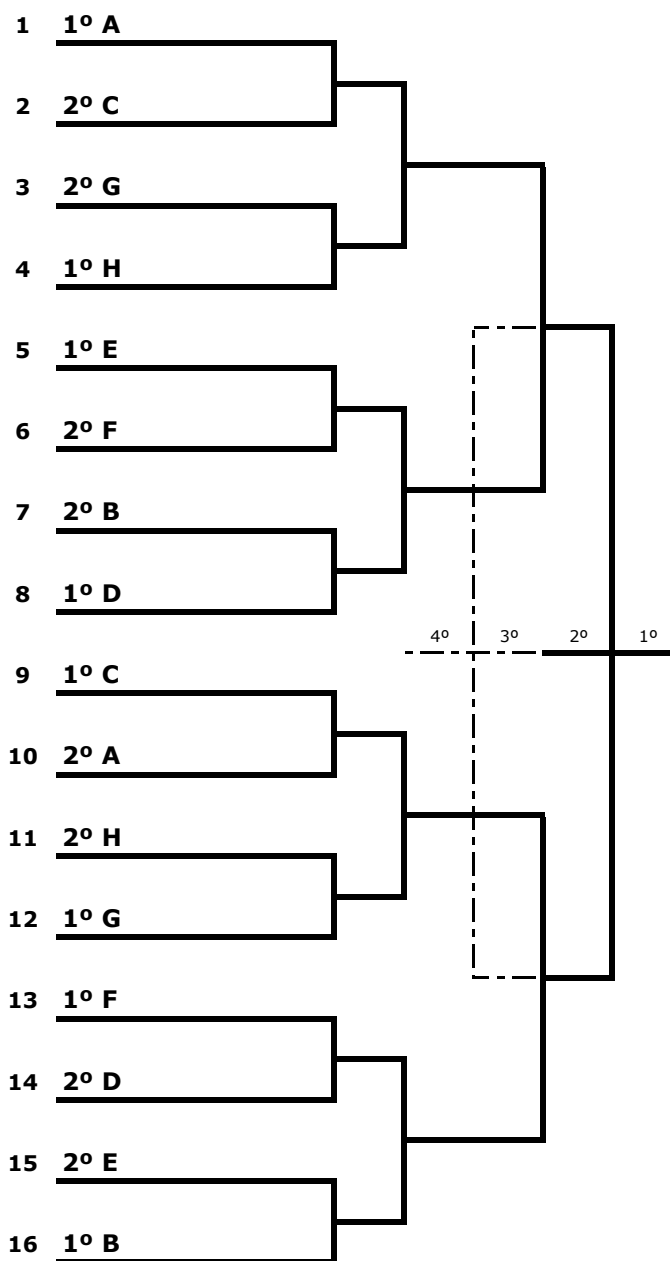 1 1º A
2 2º C
3 2º G
4 1º H
5 1º E
6 2º F
7 2º B
8 1º D
4º 3º 2º 1º
9 1º C
10 2º A
11 2º H
12 1º G
13 1º F
14 2º D
15 2º E
16 1º B